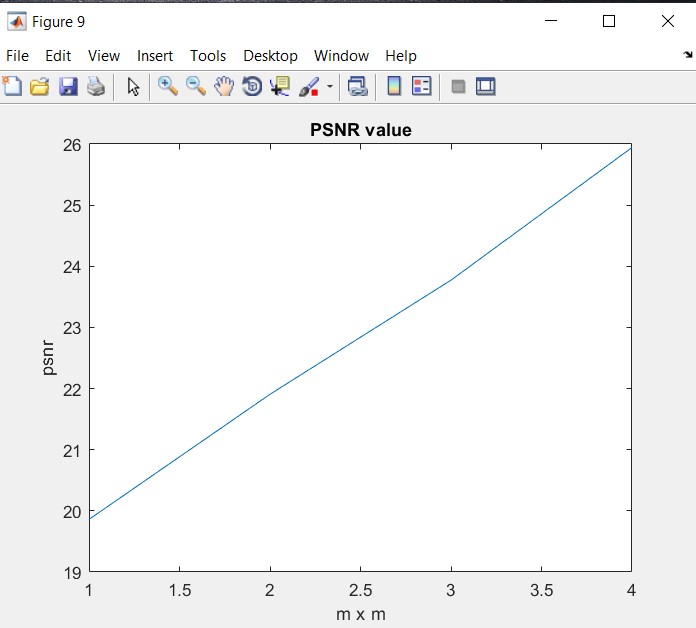 Figure 9
File Edit View Insert Tools Desktop Window Help
PSNR value
26
25
24
23
22
21
20
19
psnr
1 1.5 2 2.5 3 3.5 4
m x m